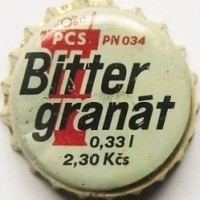 PCS PN 034
Bitter
granát
0,33 l
2,30 Kčs